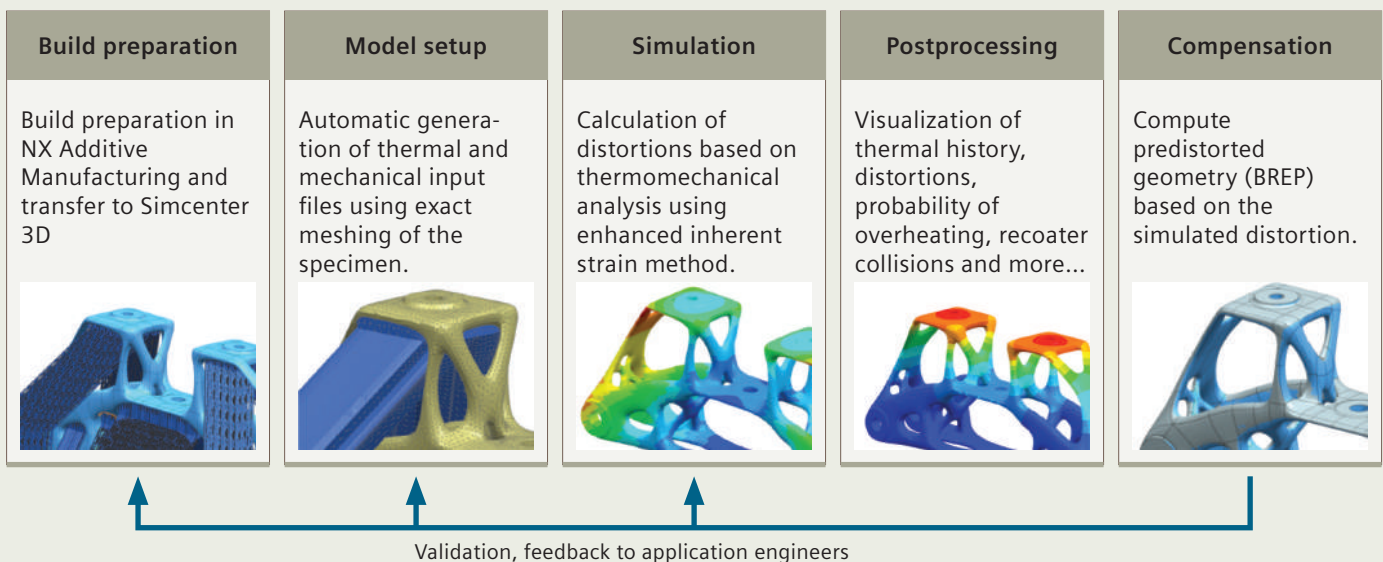 Build preparation
Build preparation in
NX Additive
Manufacturing and
transfer to Simcenter
3D
Model setup
Automatic genera-
tion of thermal and
mechanical input
files using exact
meshing of the
specimen.
Simulation
Calculation of
distortions based on
thermomechanical
analysis using
enhanced inherent
strain method.
Postprocessing
Visualization of
thermal history,
distortions,
probability of
overheating, recoater
collisions and more...
Compensation
Compute
predistorted
geometry (BREP)
based on the
simulated distortion.
Validation, feedback to application engineers